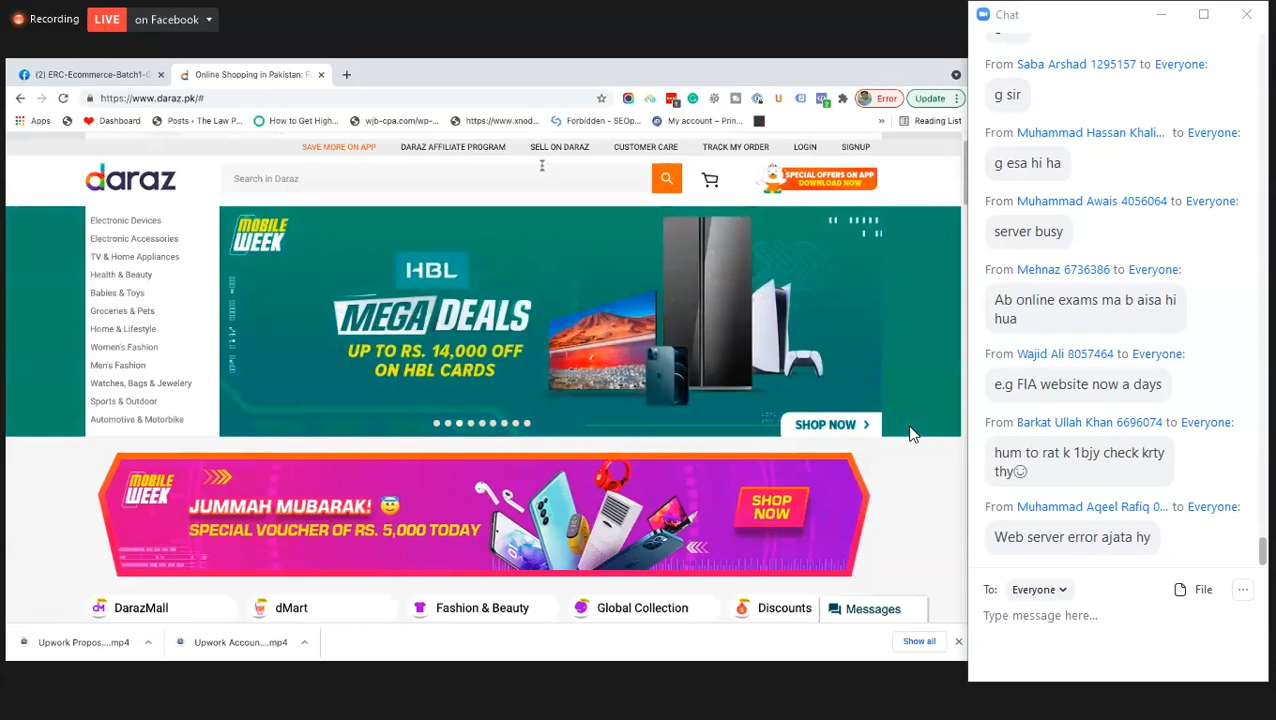 Recording
LIVE on Facebook
(2) ERC-Ecommerce-Batch1-G
Online Shopping in Pakistan: F
https://www.daraz.pk/#
Error
Update
Apps
Dashboard
Posts ‹ The Law P...
How to Get High...
wjb-cpa.com/wp-...
https://www.xnod...
Forbidden - SEOp...
My account – Prin...
»
Reading List
SAVE MORE ON APP
DARAZ AFFILIATE PROGRAM
SELL ON DARAZ
CUSTOMER CARE
TRACK MY ORDER
LOGIN
SIGNUP
daraz
Search in Daraz
SPECIAL OFFERS ON APP
DOWNLOAD NOW
Electronic Devices
Electronic Accessories
TV & Home Appliances
Health & Beauty
Babies & Toys
Groceries & Pets
Home & Lifestyle
Women's Fashion
Men's Fashion
Watches, Bags & Jewelery
Sports & Outdoor
Automotive & Motorbike
MOBILE
WEEK
HBL
MEGA DEALS
UP TO RS. 14,000 OFF
ON HBL CARDS
SHOP NOW
MOBILE
WEEK
JUMMAH MUBARAK!
SPECIAL VOUCHER OF RS. 5,000 TODAY
SHOP
NOW
DarazMall
dMart
Fashion & Beauty
Global Collection
Discounts
Messages
Upwork Propos....mp4
Upwork Accoun....mp4
Show all
Chat
From Saba Arshad 1295157 to Everyone:
g sir
From Muhammad Hassan Khali... to Everyone:
g esa hi ha
From Muhammad Awais 4056064 to Everyone:
server busy
From Mehnaz 6736386 to Everyone:
Ab online exams ma b aisa hi
hua
From Wajid Ali 8057464 to Everyone:
e.g FIA website now a days
From Barkat Ullah Khan 6696074 to Everyone:
hum to rat k 1bjy check krty
thy☺
From Muhammad Aqeel Rafiq 0... to Everyone:
Web server error ajata hy
To: Everyone
File
Type message here...